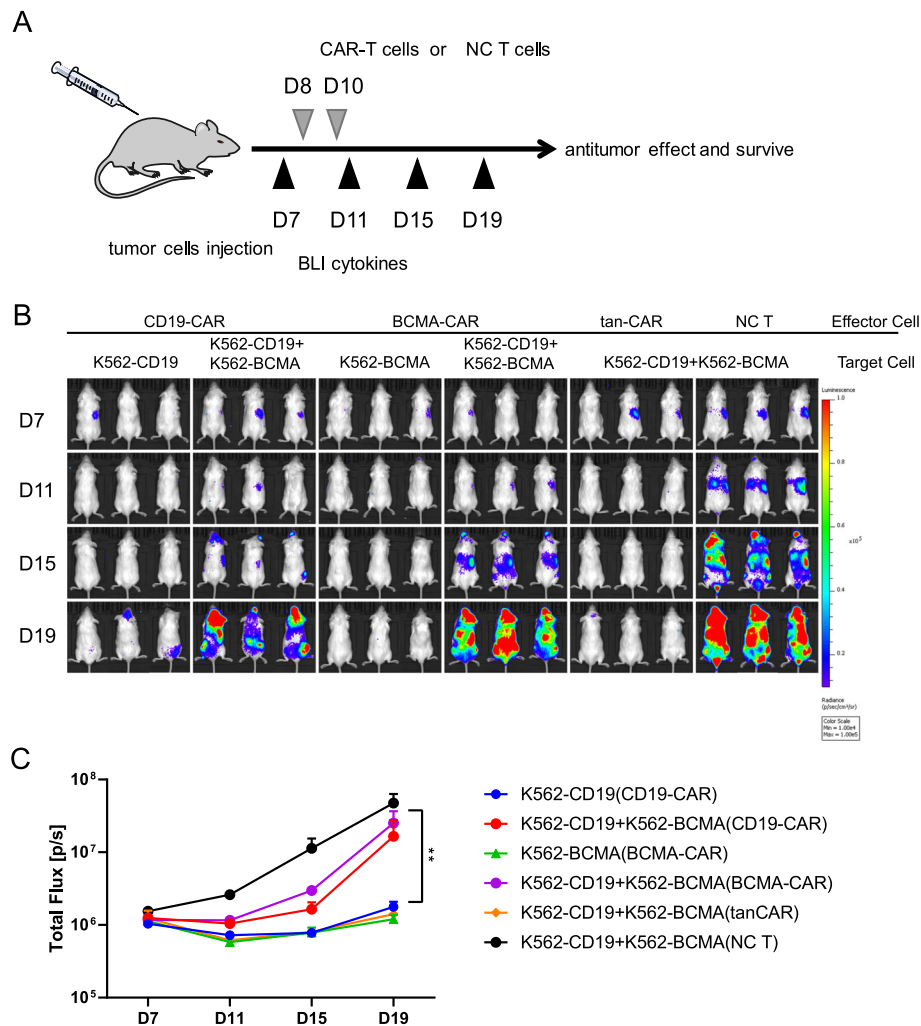 A
CAR-T cells or NC T cells
D8 D10
antitumor effect and survive
D7 D11 D15 D19
tumor cells injection
BLI cytokines
B
CD19-CAR BCMA-CAR tan-CAR NC T Effector Cell
K562-CD19 K562-CD19+ K562-BCMA K562-BCMA K562-CD19+ K562-BCMA K562-CD19+K562-BCMA Target Cell
D7
D11
D15
D19
Luminescence
1.0
0.8
0.6
x10⁵
0.4
0.2
Radiance
(p/sec/cm²/sr)
Color Scale
Min = 1.00e4
Max = 1.00e5
C
Total Flux [p/s]
10⁸
10⁷
10⁶
10⁵
D7 D11 D15 D19
**
K562-CD19(CD19-CAR)
K562-CD19+K562-BCMA(CD19-CAR)
K562-BCMA(BCMA-CAR)
K562-CD19+K562-BCMA(BCMA-CAR)
K562-CD19+K562-BCMA(tanCAR)
K562-CD19+K562-BCMA(NC T)